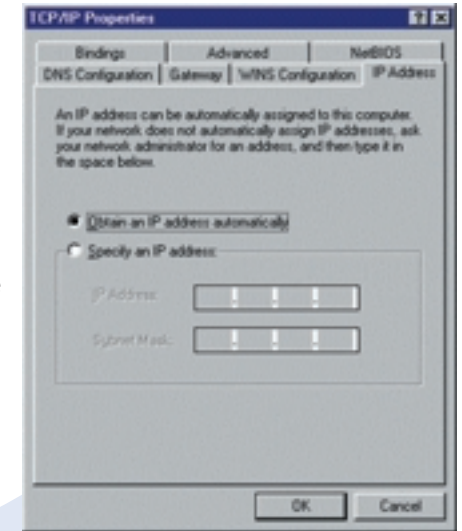 TCP/IP Properties
Bindings Advanced NetBIOS
DNS Configuration Gateway WINS Configuration IP Address
An IP address can be automatically assigned to this computer.
If your network does not automatically assign IP addresses, ask
your network administrator for an address, and then type it in
the space below.
Obtain an IP address automatically
Specify an IP address:
IP Address:
Subnet Mask:
OK Cancel